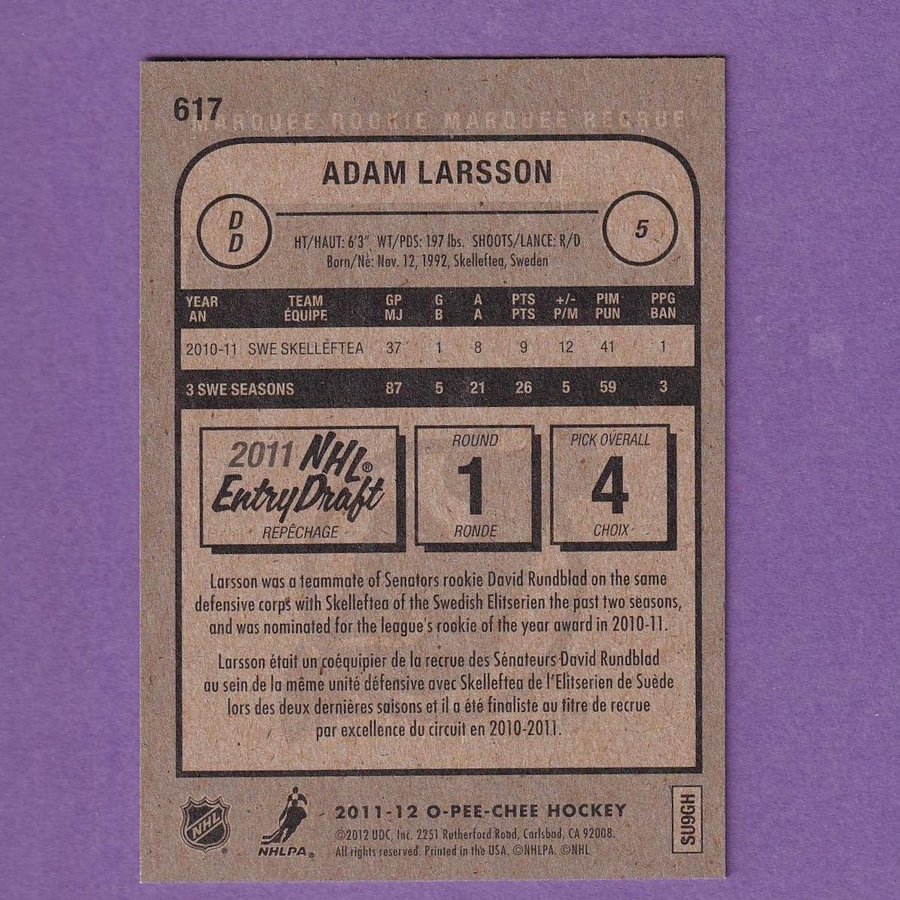 617
MARQUEE ROOKIE MARQUEE RECRUE
ADAM LARSSON
D
D
HT/HAUT: 6'3" WT/PDS: 197 lbs. SHOOTS/LANCE: R/D
Born/Né: Nov. 12, 1992, Skelleftea, Sweden
5
YEAR TEAM GP G A PTS +/- PIM PPG
AN ÉQUIPE MJ B A PTS P/M PUN BAN
2010-11 SWE SKELLEFTEA 37 1 8 9 12 41 1
3 SWE SEASONS 87 5 21 26 5 59 3
2011 NHL®
Entry Draft
REPÊCHAGE
ROUND
1
RONDE
PICK OVERALL
4
CHOIX
Larsson was a teammate of Senators rookie David Rundblad on the same
defensive corps with Skelleftea of the Swedish Elitserien the past two seasons,
and was nominated for the league's rookie of the year award in 2010-11.
Larsson était un coéquipier de la recrue des Sénateurs David Rundblad
au sein de la même unité défensive avec Skelleftea de l'Elitserien de Suède
lors des deux dernières saisons et il a été finaliste au titre de recrue
par excellence du circuit en 2010-2011.
NHL
NHLPA®
2011-12 O-PEE-CHEE HOCKEY
©2012 UDC, Inc. 2251 Rutherford Road, Carlsbad, CA 92008.
All rights reserved. Printed in the USA. ©NHLPA. ©NHL
SU9GH